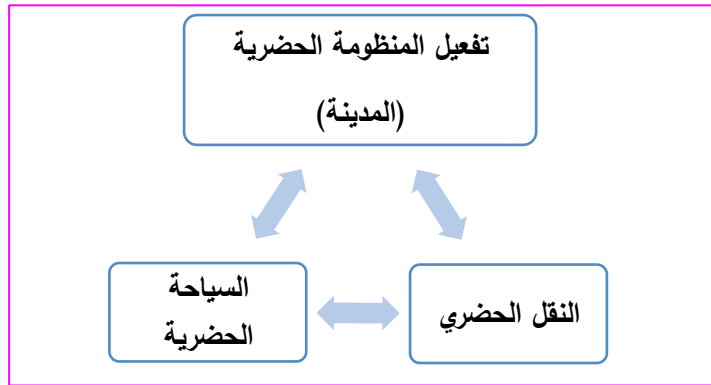 تفعيل المنظومة الحضرية
(المدينة)
النقل الحضري
السياحة
الحضرية